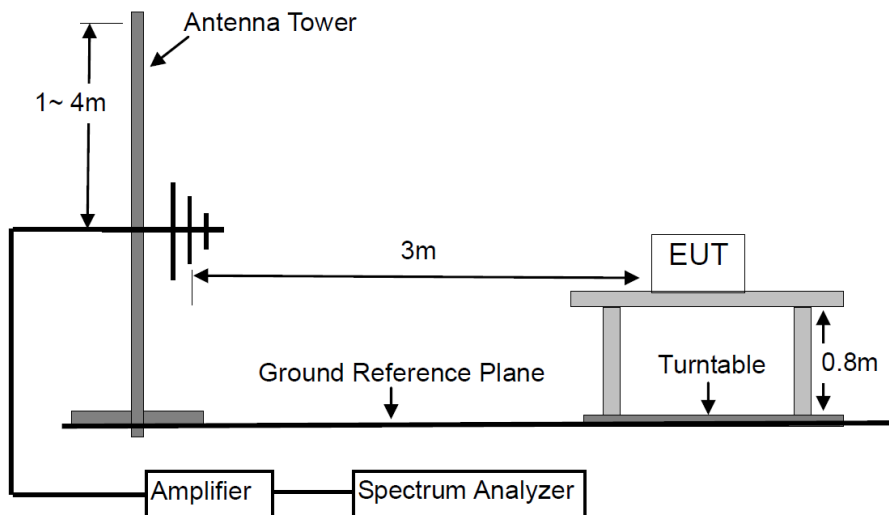 Antenna Tower
1~ 4m
3m
EUT
Ground Reference Plane
Turntable
0.8m
Amplifier
Spectrum Analyzer